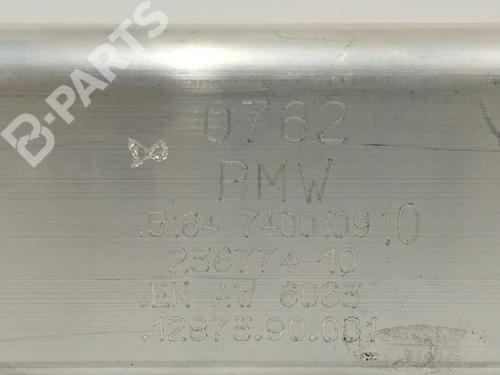 B-PARTS
0762
BMW
.5164 7400109 10
236774-10
.EN AW 6063
.12873.90.001